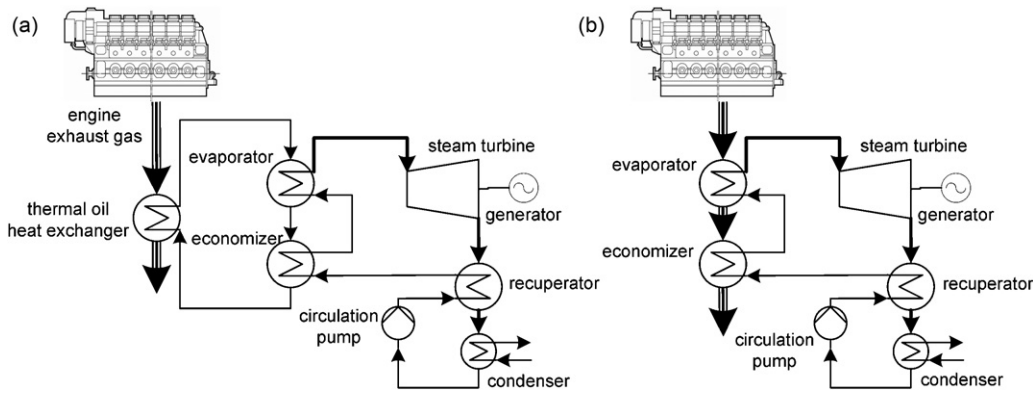 (a)
engine
exhaust gas
thermal oil
heat exchanger
evaporator
economizer
steam turbine
generator
recuperator
circulation
pump
condenser
(b)
evaporator
economizer
steam turbine
generator
recuperator
circulation
pump
condenser